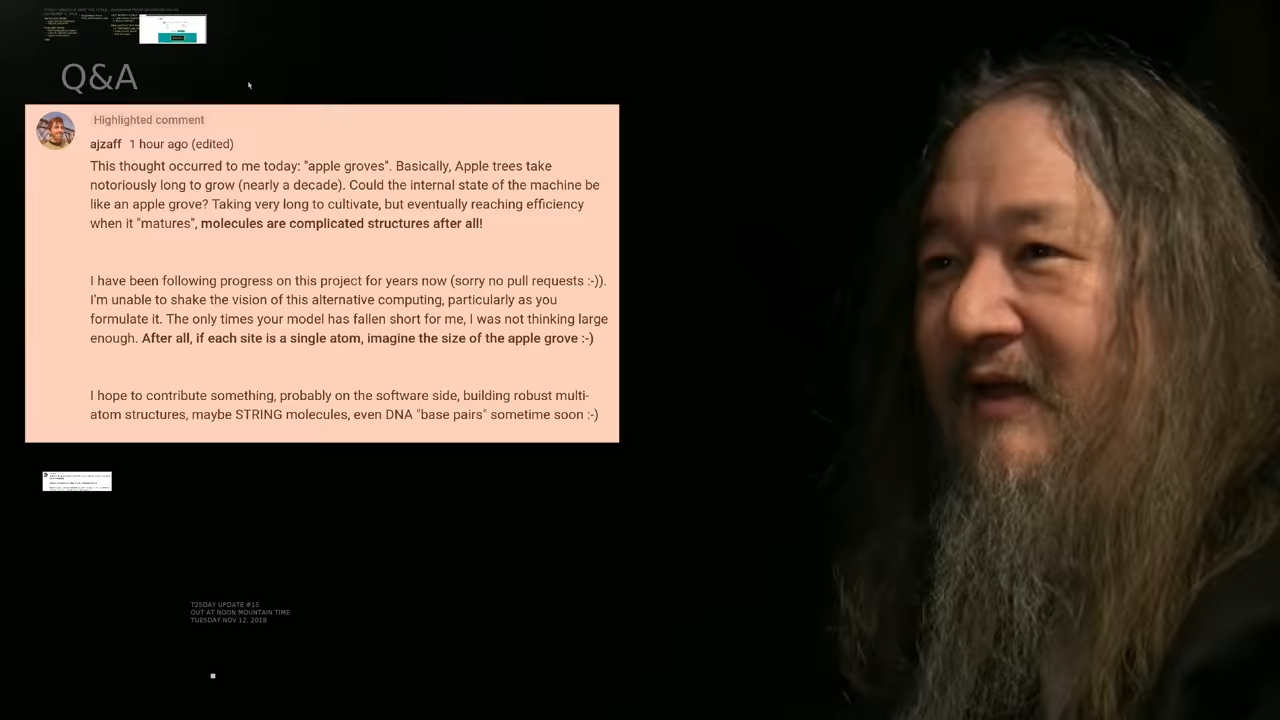 Q&A
Highlighted comment
ajzaff 1 hour ago (edited)
This thought occurred to me today: "apple groves". Basically, Apple trees take
notoriously long to grow (nearly a decade). Could the internal state of the machine be
like an apple grove? Taking very long to cultivate, but eventually reaching efficiency
when it "matures", molecules are complicated structures after all!
I have been following progress on this project for years now (sorry no pull requests :-)).
I'm unable to shake the vision of this alternative computing, particularly as you
formulate it. The only times your model has fallen short for me, I was not thinking large
enough. After all, if each site is a single atom, imagine the size of the apple grove :-)
I hope to contribute something, probably on the software side, building robust multi-
atom structures, maybe STRING molecules, even DNA "base pairs" sometime soon :-)
T2SDAY UPDATE #15
OUT AT NOON MOUNTAIN TIME
TUESDAY NOV 12, 2018